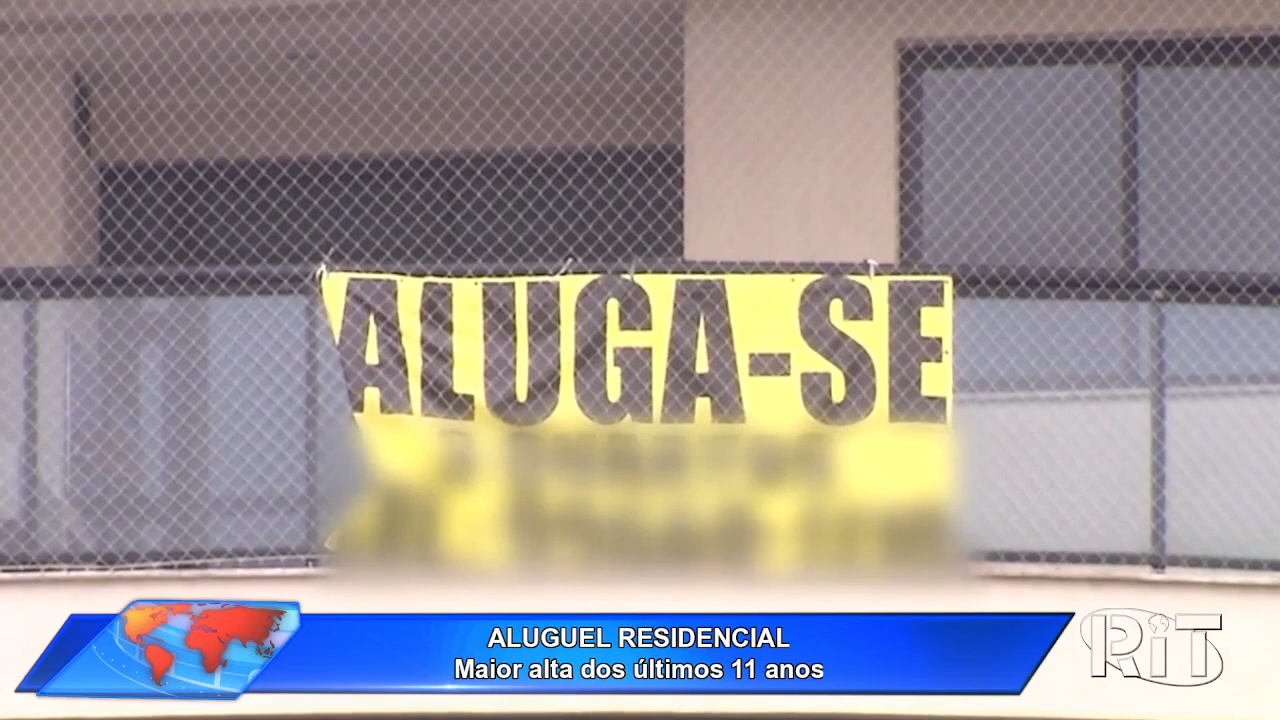 ALUGA-SE
ALUGUEL RESIDENCIAL
Maior alta dos últimos 11 anos
RiT